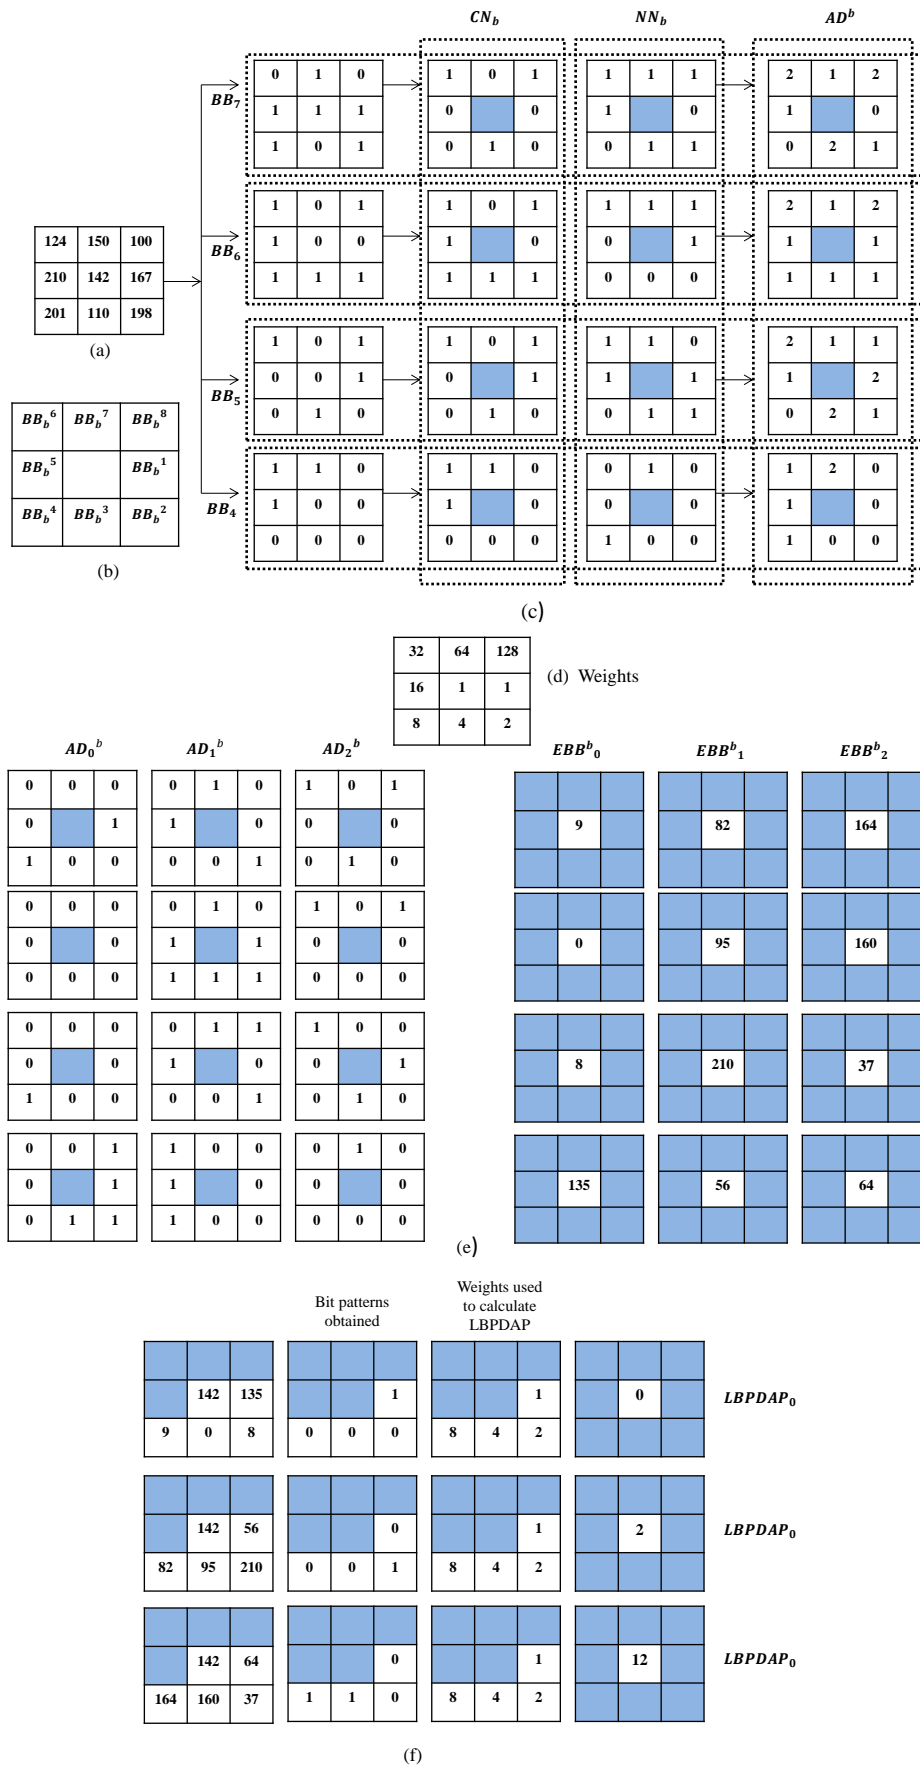 CN_b NN_b AD^b
BB_7
0 1 0 1 0 1 1 1 1 2 1 2
1 1 1 0 1 0 1 0
1 0 1 0 1 0 0 1 1 0 2 1
BB_6
1 0 1 1 0 1 1 1 1 2 1 2
1 0 0 1 0 0 1 1 1
1 1 1 1 1 1 0 0 0 1 1 1
124 150 100
210 142 167
201 110 198
(a)
BB_5
1 0 1 1 0 1 1 1 0 2 1 1
0 0 1 0 1 1 1 1 2
0 1 0 0 1 0 0 1 1 0 2 1
BB_b^6 BB_b^7 BB_b^8
BB_b^5 BB_b^1
BB_b^4 BB_b^3 BB_b^2
(b)
BB_4
1 1 0 1 1 0 0 1 0 1 2 0
1 0 0 1 0 0 0 1 0
0 0 0 0 0 0 1 0 0 1 0 0
(c)
32 64 128
16 1 1
8 4 2
(d) Weights
AD_0^b AD_1^b AD_2^b EBB^b_0 EBB^b_1 EBB^b_2
0 0 0 0 1 0 1 0 1
0 1 1 0 0 0 9 82 164
1 0 0 0 0 1 0 1 0
0 0 0 0 1 0 1 0 1
0 0 1 1 0 0 0 95 160
0 0 0 1 1 1 0 0 0
0 0 0 0 1 1 1 0 0
0 0 1 0 0 1 8 210 37
1 0 0 0 0 1 0 1 0
0 0 1 1 0 0 0 1 0
0 1 1 0 0 0 135 56 64
0 1 1 1 0 0 0 0 0
(e)
Bit patterns
obtained
Weights used
to calculate
LBPDAP
142 135 1 1 0 LBPDAP_0
9 0 8 0 0 0 8 4 2
142 56 0 1 2 LBPDAP_0
82 95 210 0 0 1 8 4 2
142 64 0 1 12 LBPDAP_0
164 160 37 1 1 0 8 4 2
(f)